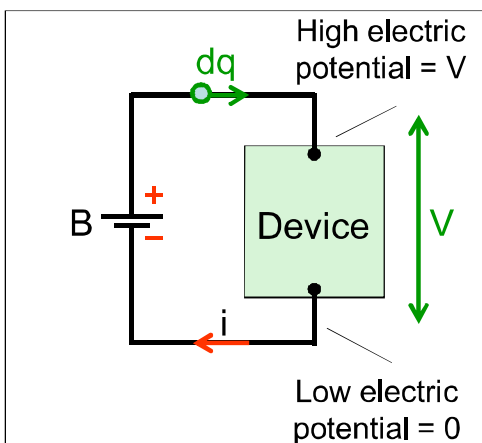 High electric
potential = V
dq
+
B
–
Device
V
i
Low electric
potential = 0